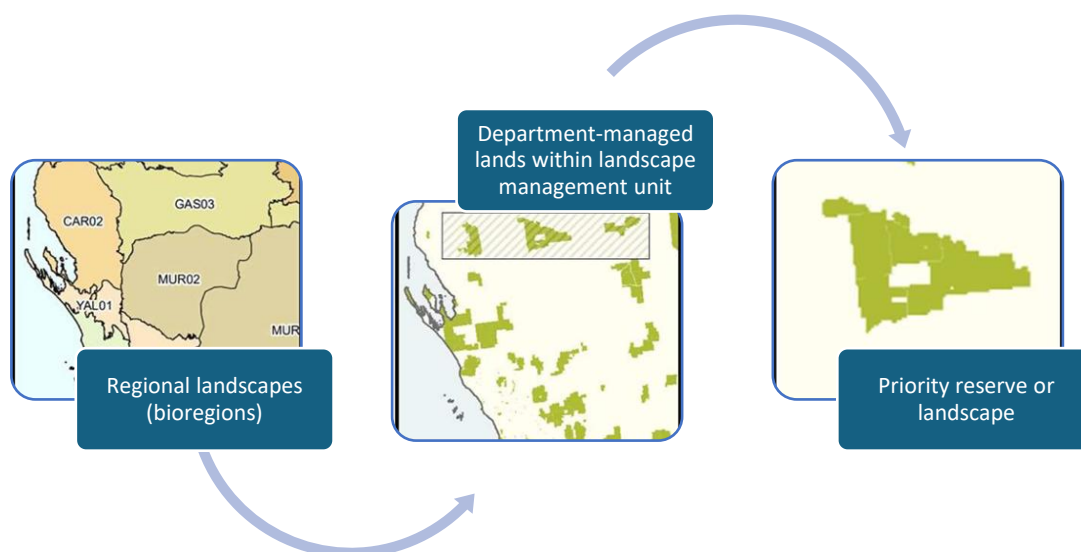 CAR02
GAS03
MUR02
YAL01
MUR
Regional landscapes
(bioregions)
Department-managed
lands within landscape
management unit
Priority reserve or
landscape